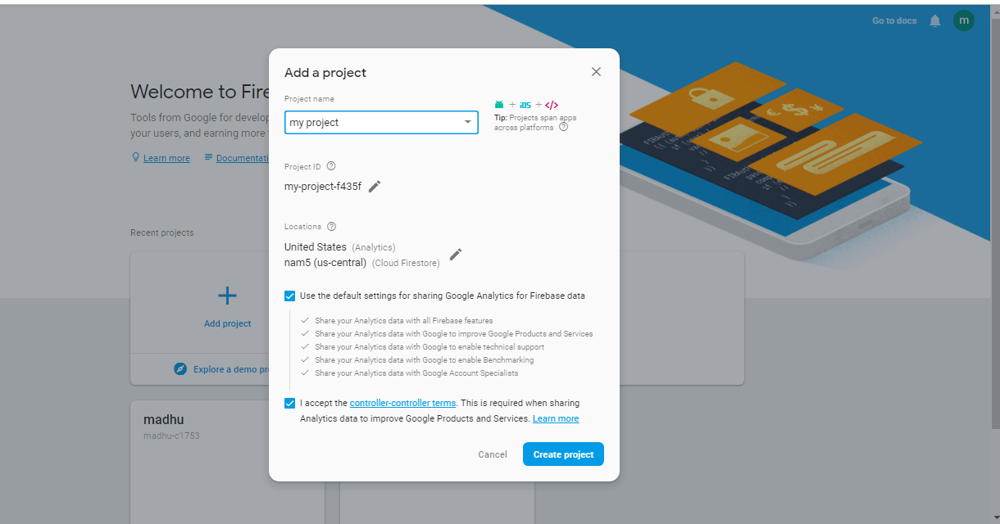 Go to docs
m
Welcome to Fire
Tools from Google for develop
your users, and earning more
Learn more
Documentati
Recent projects
Add project
Explore a demo pr
madhu
madhu-c1753
Add a project
Project name
my project
+ iOS + </>
Tip: Projects span apps
across platforms
Project ID
my-project-f435f
Locations
United States (Analytics)
nam5 (us-central) (Cloud Firestore)
Use the default settings for sharing Google Analytics for Firebase data
Share your Analytics data with all Firebase features
Share your Analytics data with Google to improve Google Products and Services
Share your Analytics data with Google to enable technical support
Share your Analytics data with Google to enable Benchmarking
Share your Analytics data with Google Account Specialists
I accept the controller-controller terms. This is required when sharing
Analytics data to improve Google Products and Services. Learn more
Cancel
Create project